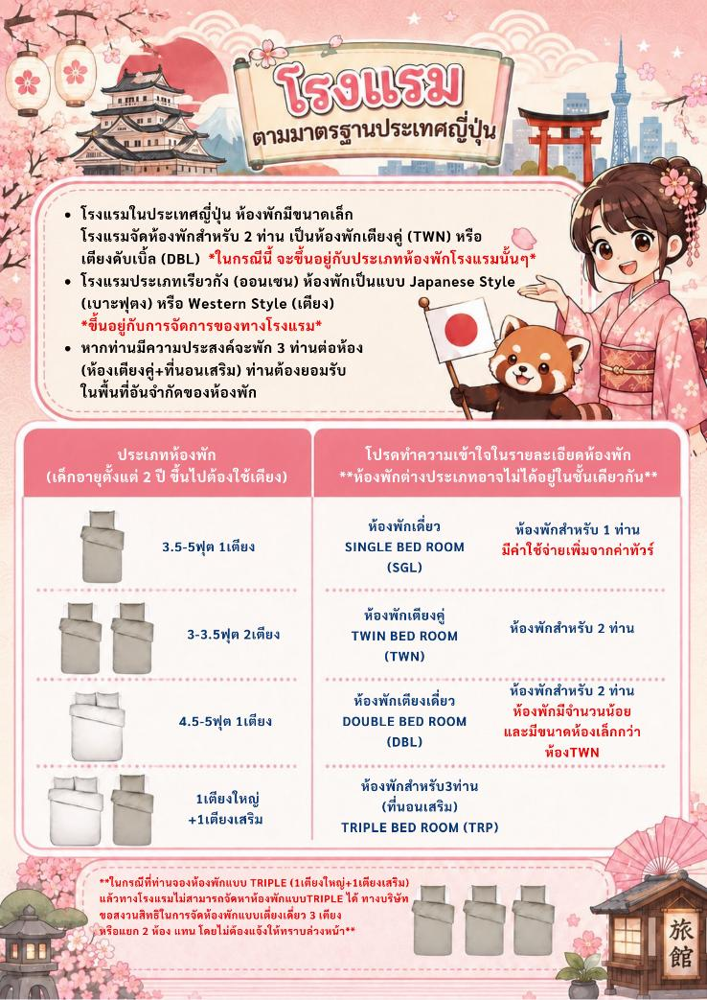 โรงแรม
ตามมาตรฐานประเทศญี่ปุ่น
• โรงแรมในประเทศญี่ปุ่น ห้องพักมีขนาดเล็ก
โรงแรมจัดห้องพักสำหรับ 2 ท่าน เป็นห้องพักเตียงคู่ (TWN) หรือ
เตียงดับเบิ้ล (DBL) *ในกรณีนี้ จะขึ้นอยู่กับประเภทห้องพักโรงแรมนั้นๆ*
• โรงแรมประเภทเรียวกัง (ออนเซน) ห้องพักเป็นแบบ Japanese Style
(เบาะฟุตง) หรือ Western Style (เตียง)
*ขึ้นอยู่กับการจัดการของทางโรงแรม*
• หากท่านมีความประสงค์จะพัก 3 ท่านต่อห้อง
(ห้องเตียงคู่+ที่นอนเสริม) ท่านต้องยอมรับ
ในพื้นที่อันจำกัดของห้องพัก
ประเภทห้องพัก
(เด็กอายุตั้งแต่ 2 ปี ขึ้นไปต้องใช้เตียง)
โปรดทำความเข้าใจในรายละเอียดห้องพัก
**ห้องพักต่างประเทศอาจไม่ได้อยู่ในชั้นเดียวกัน**
3.5-5ฟุต 1เตียง
ห้องพักเดี่ยว
SINGLE BED ROOM
(SGL)
ห้องพักสำหรับ 1 ท่าน
มีค่าใช้จ่ายเพิ่มจากค่าทัวร์
3-3.5ฟุต 2เตียง
ห้องพักเตียงคู่
TWIN BED ROOM
(TWN)
ห้องพักสำหรับ 2 ท่าน
4.5-5ฟุต 1เตียง
ห้องพักเตียงเดี่ยว
DOUBLE BED ROOM
(DBL)
ห้องพักสำหรับ 2 ท่าน
ห้องพักมีจำนวนน้อย
และมีขนาดห้องเล็กกว่า
ห้องTWN
1เตียงใหญ่
+1เตียงเสริม
ห้องพักสำหรับ3ท่าน
(ที่นอนเสริม)
TRIPLE BED ROOM (TRP)
**ในกรณีที่ท่านจองห้องพักแบบ TRIPLE (1เตียงใหญ่+1เตียงเสริม)
แล้วทางโรงแรมไม่สามารถจัดหาห้องพักแบบTRIPLE ได้ ทางบริษัท
ขอสงวนสิทธิในการจัดห้องพักแบบเตี่ยงเดี่ยว 3 เตียง
หรือแยก 2 ห้อง แทน โดยไม่ต้องแจ้งให้ทราบล่วงหน้า**
旅館